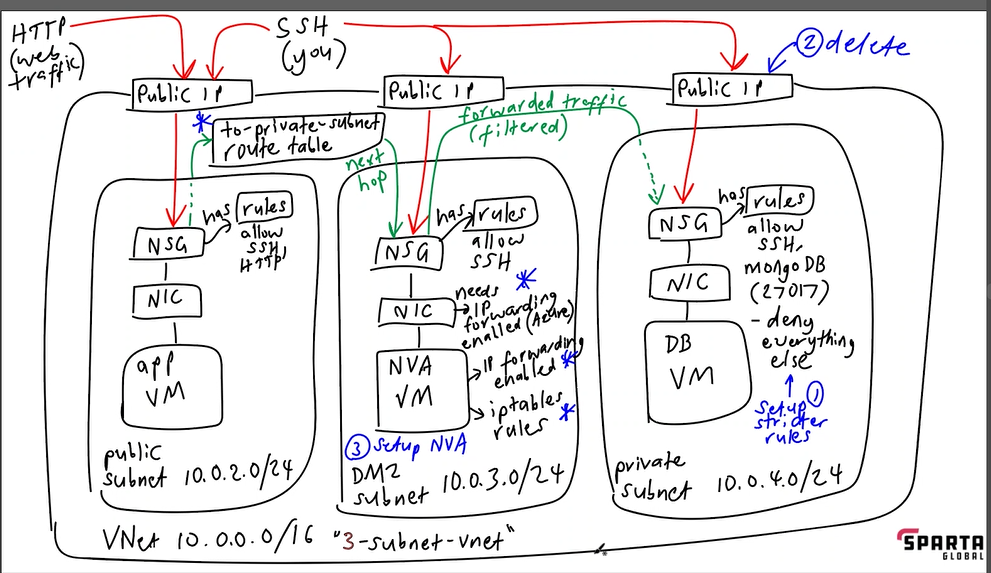 HTTP
(web
traffic)
SSH
(you)
② delete
Public IP
Public IP
Public IP
*
to-private-subnet
route table
next
hop
forwarded traffic
(filtered)
NSG
has
rules
allow
SSH,
HTTP
NIC
app
VM
public
subnet 10.0.2.0/24
NSG
has
rules
allow
SSH
*
NIC
needs
IP
forwarding
enabled (Azure)
NVA
VM
IP forwarding
enabled *
iptables
rules *
③ Setup NVA
DMZ
subnet 10.0.3.0/24
NSG
has
rules
allow
SSH,
mongo DB
(27017)
- deny
everything
else
NIC
DB
VM
setup ①
stricter
rules
private
subnet 10.0.4.0/24
VNet 10.0.0.0/16 "3-subnet-vnet"
SPARTA
GLOBAL